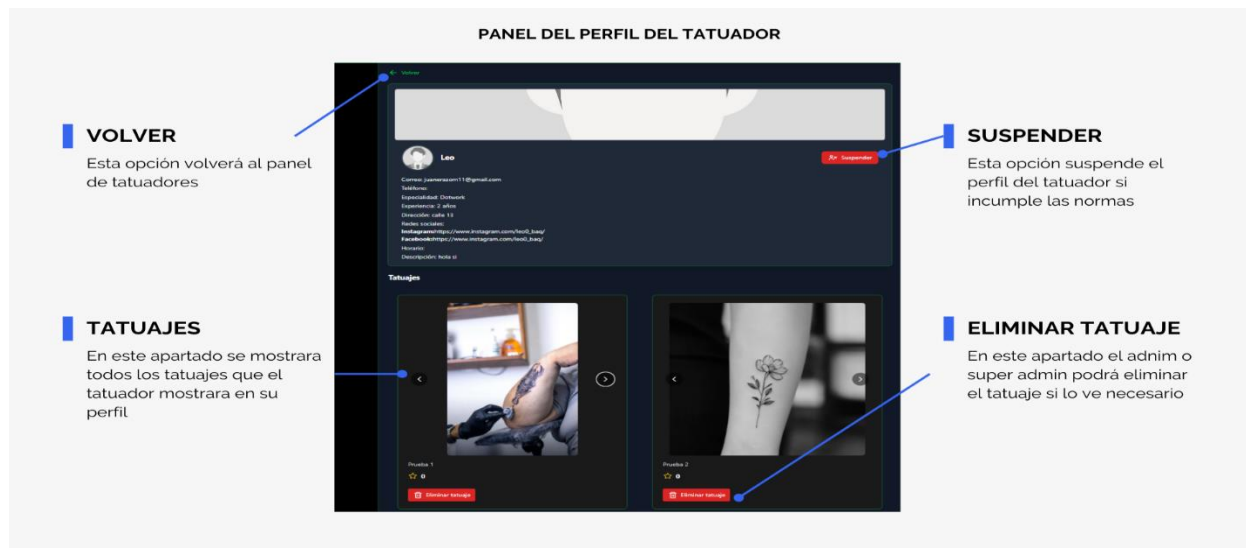 PANEL DEL PERFIL DEL TATUADOR
VOLVER
Esta opción volverá al panel
de tatuadores
TATUAJES
En este apartado se mostrara
todos los tatuajes que el
tatuador mostrara en su
perfil
← Volver
Leo
Suspender
Correo: juanerazom11@gmail.com
Teléfono:
Especialidad: Dotwork
Experiencia: 2 años
Dirección: calle 13
Redes sociales:
Instagram:https://www.instagram.com/leo0_baq/
Facebook:https://www.instagram.com/leo0_baq/
Horario:
Descripción: hola si
Tatuajes
Prueba 1
0
Eliminar tatuaje
Prueba 2
0
Eliminar tatuaje
SUSPENDER
Esta opción suspende el
perfil del tatuador si
incumple las normas
ELIMINAR TATUAJE
En este apartado el adnim o
super admin podrá eliminar
el tatuaje si lo ve necesario